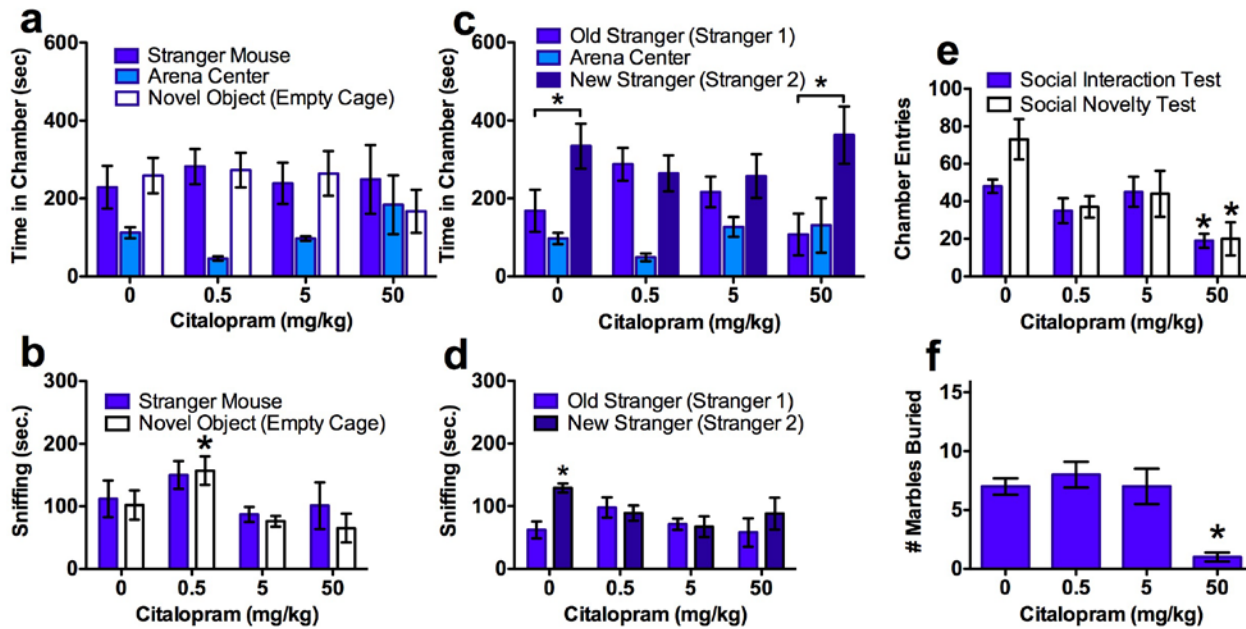 a
Time in Chamber (sec)
600
400
200
0
Stranger Mouse
Arena Center
Novel Object (Empty Cage)
0 0.5 5 50
Citalopram (mg/kg)
c
Time in Chamber (sec)
600
400
200
0
Old Stranger (Stranger 1)
Arena Center
New Stranger (Stranger 2)
* *
0 0.5 5 50
Citalopram (mg/kg)
e
Chamber Entries
100
80
60
40
20
0
Social Interaction Test
Social Novelty Test
* *
0 0.5 5 50
Citalopram (mg/kg)
b
Sniffing (sec.)
300
200
100
0
Stranger Mouse
Novel Object (Empty Cage)
*
0 0.5 5 50
Citalopram (mg/kg)
d
Sniffing (sec.)
300
200
100
0
Old Stranger (Stranger 1)
New Stranger (Stranger 2)
*
0 0.5 5 50
Citalopram (mg/kg)
f
# Marbles Buried
15
10
5
0
*
0 0.5 5 50
Citalopram (mg/kg)